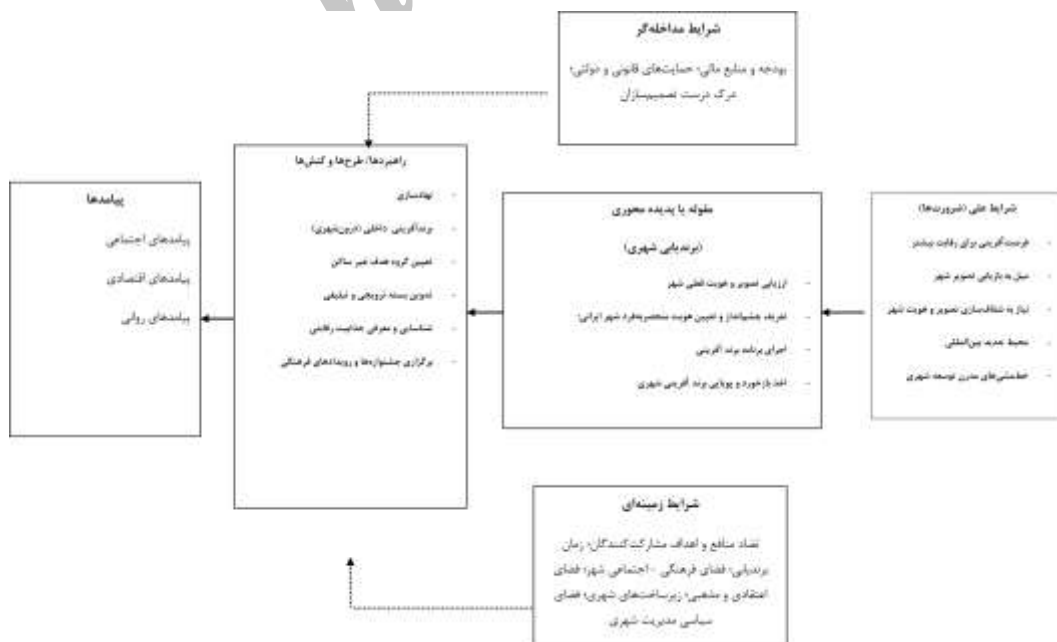 شرایط مداخله‌گر
بودجه و منابع مالی؛ حمایت‌های قانونی و دولتی؛
درک درست تصمیم‌سازان
شرایط علی (ضرورت‌ها)
- فرصت‌آفرینی برای رقابت بیشتر
- میل به بازیابی تصویر شهر
- نیاز به شفاف‌سازی تصویر و هویت شهر
- محیط جدید بین‌المللی
- خط‌مشی‌های مدرن توسعه شهری
مقوله یا پدیده محوری
(برندیابی شهری)
- ارزیابی تصویر و هویت فعلی شهر
- تعریف چشم‌انداز و تعیین هویت منحصربه‌فرد شهر ایرانی؛
- اجرای برنامه برند آفرینی
- اخذ بازخورد و پویایی برند آفرینی شهری
راهبردها/ طرح‌ها و کنش‌ها
- نهادسازی
- برندآفرینی داخلی (درون‌شهری)
- تعیین گروه هدف غیر ساکن
- تدوین بسته ترویجی و تبلیغی
- شناسایی و معرفی جذابیت رقابتی
- برگزاری جشنواره‌ها و رویدادهای فرهنگی
پیامدها
پیامدهای اجتماعی
پیامدهای اقتصادی
پیامدهای روانی
شرایط زمینه‌ای
تضاد منافع و اهداف مشارکت‌کنندگان؛ زمان
برندیابی؛ فضای فرهنگی - اجتماعی شهر؛ فضای
اعتقادی و مذهبی؛ زیرساخت‌های شهری؛ فضای
سیاسی مدیریت شهری